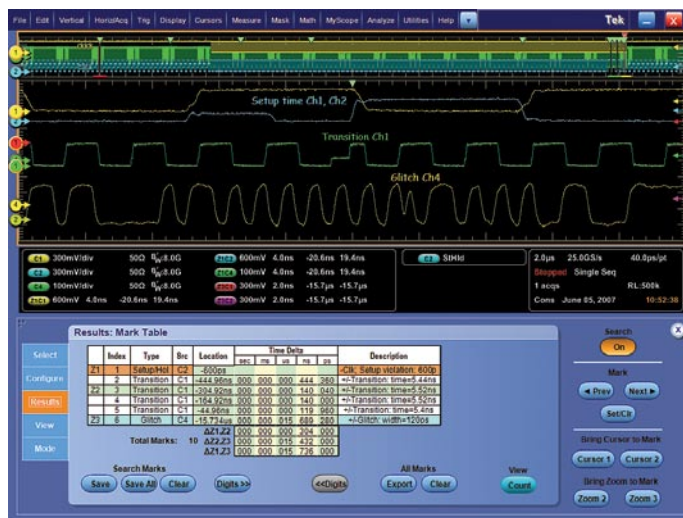 File Edit Vertical Horiz/Acq Trig Display Cursors Measure Mask Math MyScope Analyze Utilities Help Tek
Setup time Ch1, Ch2
Transition Ch1
Glitch Ch4
C1 300mV/div 50Ω 8.0G
C2 300mV/div 50Ω 8.0G
C4 100mV/div 50Ω 8.0G
Z1C1 600mV 4.0ns -20.6ns 19.4ns
Z1C2 600mV 4.0ns -20.6ns 19.4ns
Z1C4 100mV 4.0ns -20.6ns 19.4ns
300mV 2.0ns -15.7µs -15.7µs
300mV 2.0ns -15.7µs -15.7µs
C2 StHld
2.0µs 25.0GS/s 40.0ps/pt
Stopped Single Seq
1 acqs RL:500k
Cons June 05, 2007 10:52:38
Results: Mark Table
Select
Configure
Results
View
Mode
Index Type Src Location Time Delta Description
sec ms us ns ps
Z1 1 Setup/Hol C2 -600ps -Clk; Setup violation: 600p
2 Transition C1 -444.96ns 000 000 000 444 360 +/-Transition: time=5.44ns
Z2 3 Transition C1 -304.92ns 000 000 000 140 040 +/-Transition: time=5.52ns
4 Transition C1 -164.92ns 000 000 000 140 000 +/-Transition: time=5.52ns
5 Transition C1 -44.96ns 000 000 000 119 960 +/-Transition: time=5.4ns
Z3 6 Glitch C4 -15.734us 000 000 015 689 280 +/-Glitch: width=120ps
ΔZ1,Z2 000 000 000 304 000
Total Marks: 10 ΔZ2,Z3 000 000 015 432 000
ΔZ1,Z3 000 000 015 736 000
Search Marks
Save Save All Clear Digits >> <<Digits
All Marks
Export Clear
View
Count
Search
On
Mark
Prev Next
Set/Clr
Bring Cursor to Mark
Cursor 1 Cursor 2
Bring Zoom to Mark
Zoom 2 Zoom 3